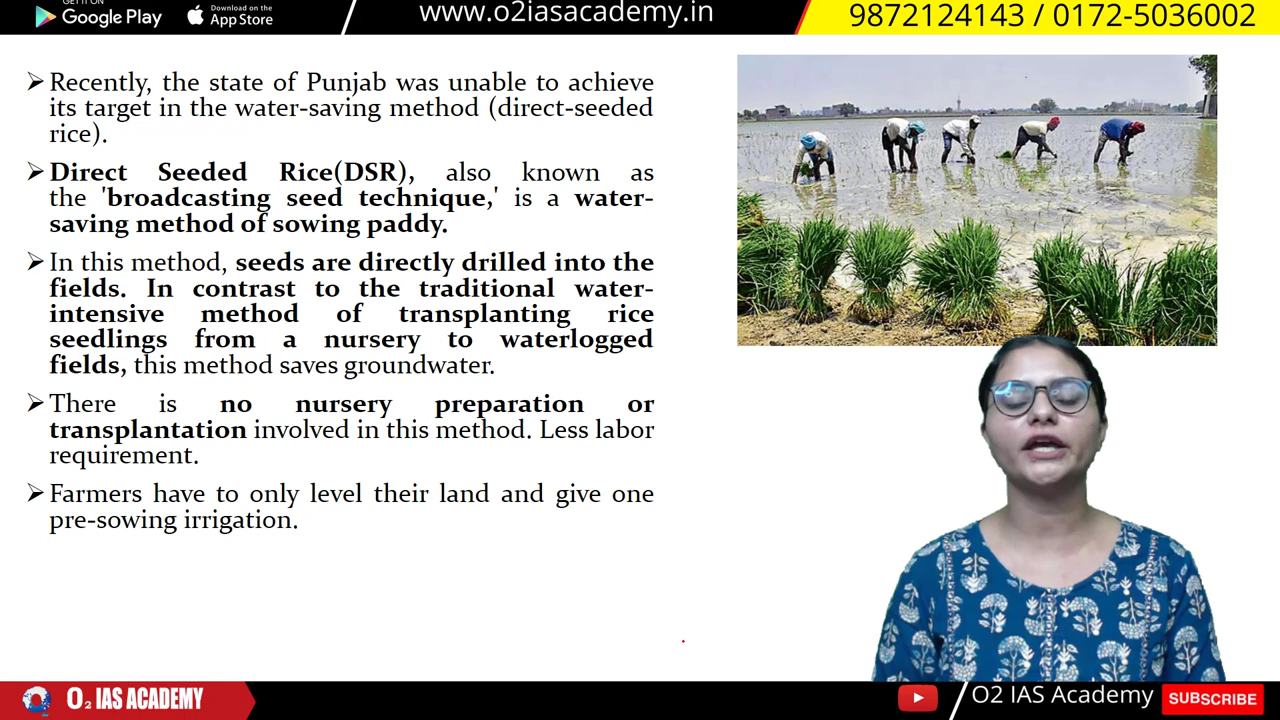 GET IT ON
Google Play
Download on the
App Store
www.o2iasacademy.in
9872124143 / 0172-5036002
➢ Recently, the state of Punjab was unable to achieve
its target in the water-saving method (direct-seeded
rice).
➢ Direct Seeded Rice(DSR), also known as
the 'broadcasting seed technique,' is a water-
saving method of sowing paddy.
➢ In this method, seeds are directly drilled into the
fields. In contrast to the traditional water-
intensive method of transplanting rice
seedlings from a nursery to waterlogged
fields, this method saves groundwater.
➢ There is no nursery preparation or
transplantation involved in this method. Less labor
requirement.
➢ Farmers have to only level their land and give one
pre-sowing irrigation.
O₂ IAS ACADEMY
O2 IAS Academy
SUBSCRIBE